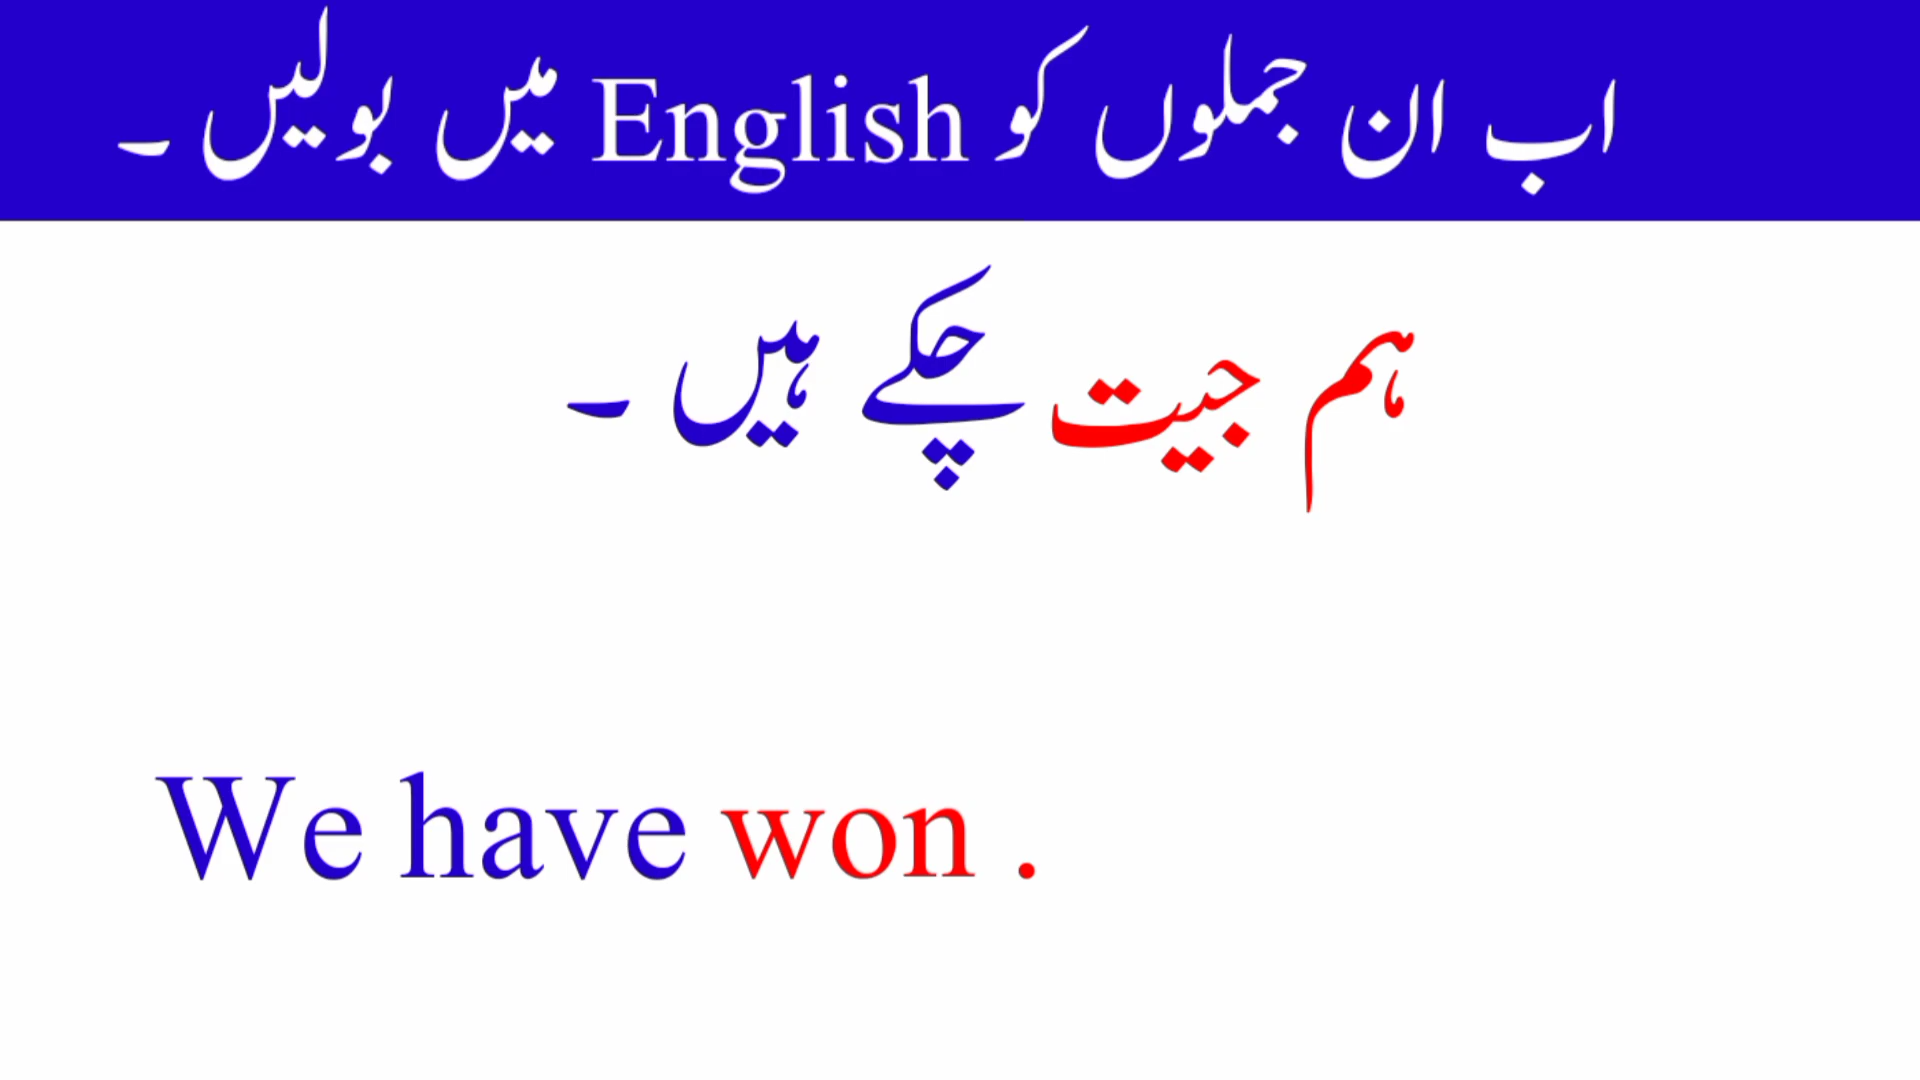 اب ان جملوں کو English میں بولیں ۔
ہم جیت چکے ہیں ۔
We have won .